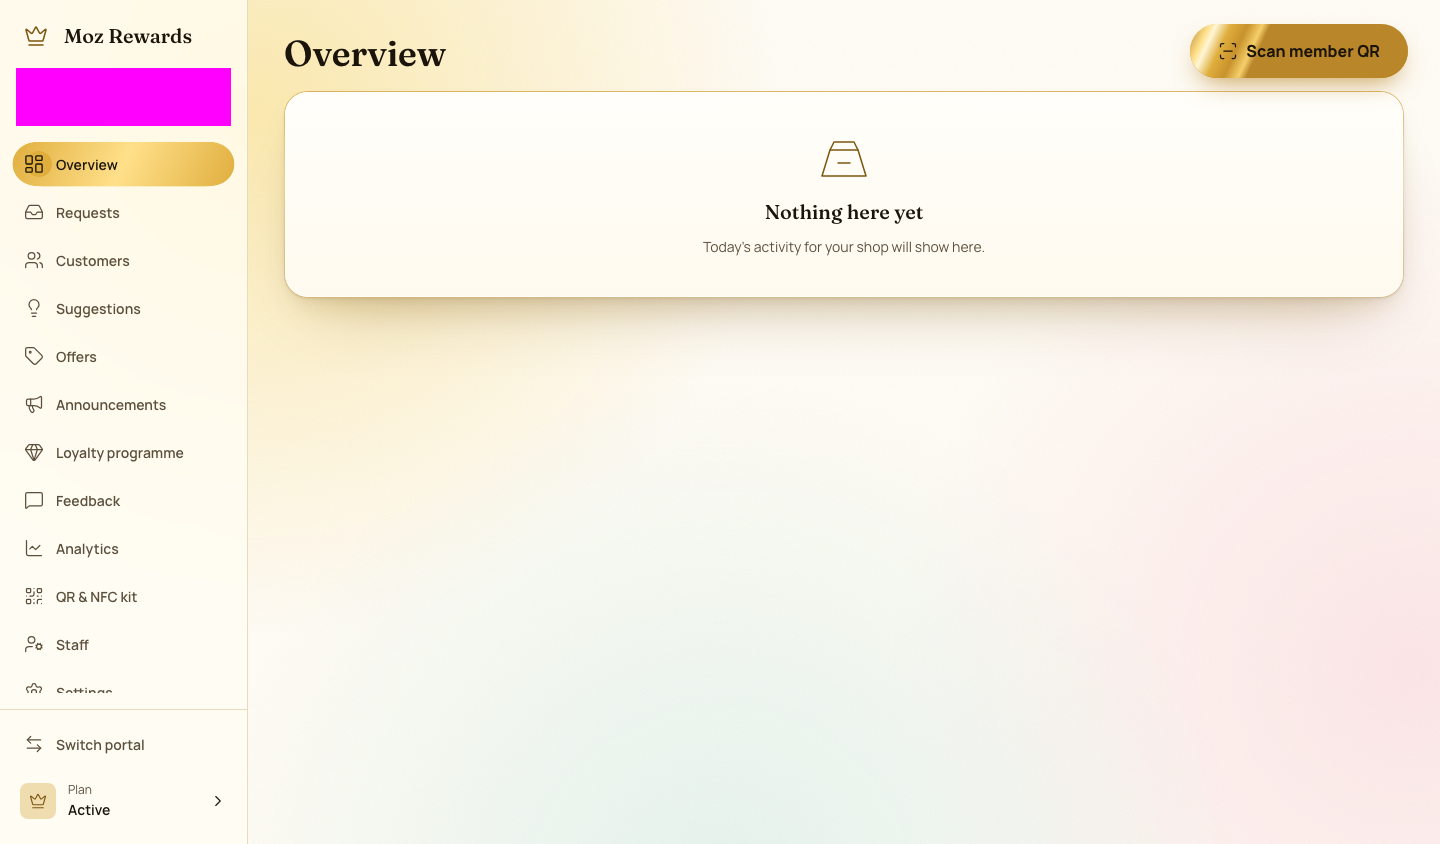 Moz Rewards
Overview
Scan member QR
Overview
Requests
Customers
Suggestions
Offers
Announcements
Loyalty programme
Feedback
Analytics
QR & NFC kit
Staff
Settings
Switch portal
Plan
Active
Nothing here yet
Today's activity for your shop will show here.